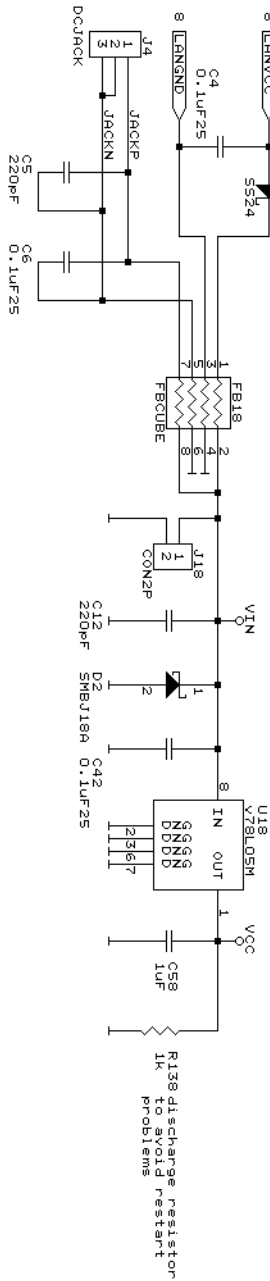 8
LANVCC
SS24
8
LANGND
C4
0.1uF25
J4
1
2
3
DCJACK
JACKP
JACKN
C5
220pF
C6
0.1uF25
FB18
1
3
5
7
2
4
6
8
FBCUBE
J18
1
2
CON2P
VIN
C12
220pF
D2
1
2
SMBJ18A
C42
0.1uF25
U18
Y78L05M
8
IN
OUT
1
GND
GND
GND
GND
2
3
6
7
VCC
C58
1uF
R138 discharge resistor
1k to avoid restart
problems